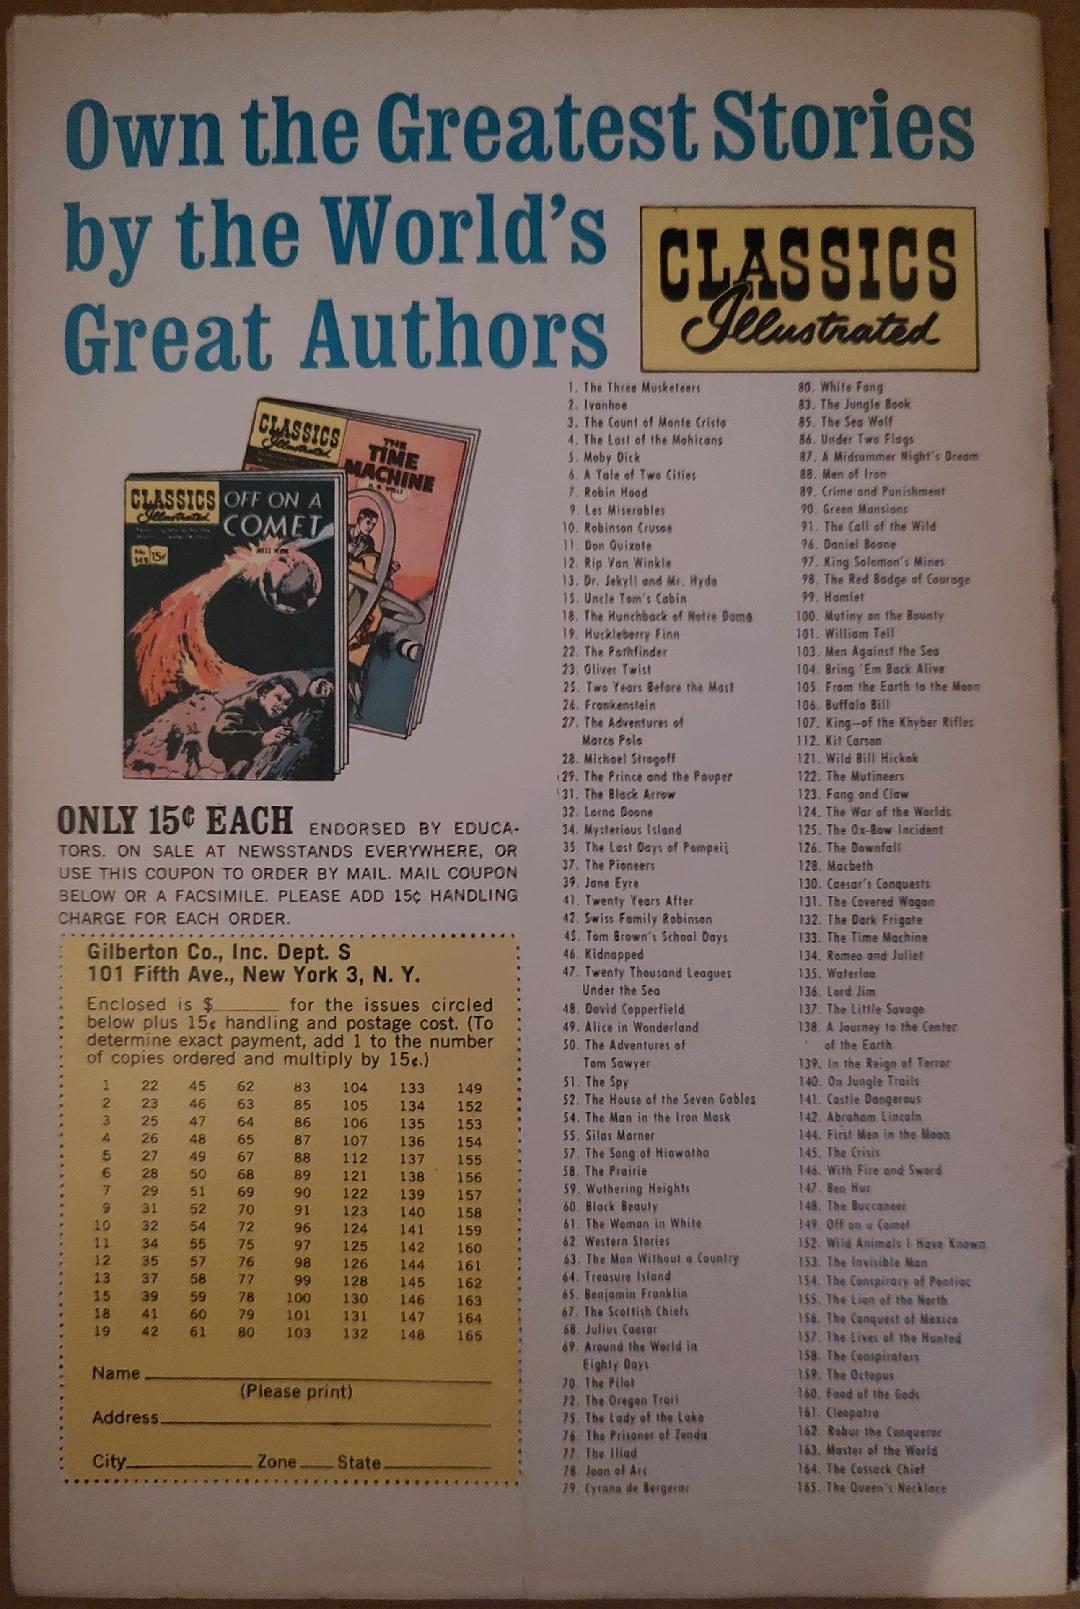 Own the Greatest Stories
by the World's
Great Authors
CLASSICS
Illustrated
CLASSICS
Illustrated
THE
TIME
MACHINE
H. G. WELLS
CLASSICS
Illustrated
OFF ON A
COMET
No.
149
15¢
ONLY 15¢ EACH ENDORSED BY EDUCA-
TORS. ON SALE AT NEWSSTANDS EVERYWHERE, OR
USE THIS COUPON TO ORDER BY MAIL. MAIL COUPON
BELOW OR A FACSIMILE. PLEASE ADD 15¢ HANDLING
CHARGE FOR EACH ORDER.
Gilberton Co., Inc. Dept. S
101 Fifth Ave., New York 3, N. Y.
Enclosed is $______ for the issues circled
below plus 15¢ handling and postage cost. (To
determine exact payment, add 1 to the number
of copies ordered and multiply by 15¢.)
1 22 45 62 83 104 133 149
2 23 46 63 85 105 134 152
3 25 47 64 86 106 135 153
4 26 48 65 87 107 136 154
5 27 49 67 88 112 137 155
6 28 50 68 89 121 138 156
7 29 51 69 90 122 139 157
9 31 52 70 91 123 140 158
10 32 54 72 96 124 141 159
11 34 55 75 97 125 142 160
12 35 57 76 98 126 144 161
13 37 58 77 99 128 145 162
15 39 59 78 100 130 146 163
18 41 60 79 101 131 147 164
19 42 61 80 103 132 148 165
Name
(Please print)
Address
City Zone State
1. The Three Musketeers
2. Ivanhoe
3. The Count of Monte Cristo
4. The Last of the Mohicans
5. Moby Dick
6. A Tale of Two Cities
7. Robin Hood
9. Les Miserables
10. Robinson Crusoe
11. Don Quixote
12. Rip Van Winkle
13. Dr. Jekyll and Mr. Hyde
15. Uncle Tom's Cabin
18. The Hunchback of Notre Dame
19. Huckleberry Finn
22. The Pathfinder
23. Oliver Twist
25. Two Years Before the Mast
26. Frankenstein
27. The Adventures of
Marco Polo
28. Michael Strogoff
29. The Prince and the Pauper
31. The Black Arrow
32. Lorna Doone
34. Mysterious Island
35. The Last Days of Pompeii
37. The Pioneers
39. Jane Eyre
41. Twenty Years After
42. Swiss Family Robinson
45. Tom Brown's School Days
46. Kidnapped
47. Twenty Thousand Leagues
Under the Sea
48. David Copperfield
49. Alice in Wonderland
50. The Adventures of
Tom Sawyer
51. The Spy
52. The House of the Seven Gables
54. The Man in the Iron Mask
55. Silas Marner
57. The Song of Hiawatha
58. The Prairie
59. Wuthering Heights
60. Black Beauty
61. The Woman in White
62. Western Stories
63. The Man Without a Country
64. Treasure Island
65. Benjamin Franklin
67. The Scottish Chiefs
68. Julius Caesar
69. Around the World in
Eighty Days
70. The Pilot
72. The Oregon Trail
75. The Lady of the Lake
76. The Prisoner of Zenda
77. The Iliad
78. Joan of Arc
79. Cyrano de Bergerac
80. White Fang
83. The Jungle Book
85. The Sea Wolf
86. Under Two Flags
87. A Midsummer Night's Dream
88. Men of Iron
89. Crime and Punishment
90. Green Mansions
91. The Call of the Wild
96. Daniel Boone
97. King Solomon's Mines
98. The Red Badge of Courage
99. Hamlet
100. Mutiny on the Bounty
101. William Tell
103. Men Against the Sea
104. Bring 'Em Back Alive
105. From the Earth to the Moon
106. Buffalo Bill
107. King—of the Khyber Rifles
112. Kit Carson
121. Wild Bill Hickok
122. The Mutineers
123. Fang and Claw
124. The War of the Worlds
125. The Ox-Bow Incident
126. The Downfall
128. Macbeth
130. Caesar's Conquests
131. The Covered Wagon
132. The Dark Frigate
133. The Time Machine
134. Romeo and Juliet
135. Waterloo
136. Lord Jim
137. The Little Savage
138. A Journey to the Center
of the Earth
139. In the Reign of Terror
140. On Jungle Trails
141. Castle Dangerous
142. Abraham Lincoln
144. First Men in the Moon
145. The Crisis
146. With Fire and Sword
147. Ben Hur
148. The Buccaneer
149. Off on a Comet
152. Wild Animals I Have Known
153. The Invisible Man
154. The Conspiracy of Pontiac
155. The Lion of the North
156. The Conquest of Mexico
157. The Lives of the Hunted
158. The Conspirators
159. The Octopus
160. Food of the Gods
161. Cleopatra
162. Robur the Conqueror
163. Master of the World
164. The Cossack Chief
165. The Queen's Necklace